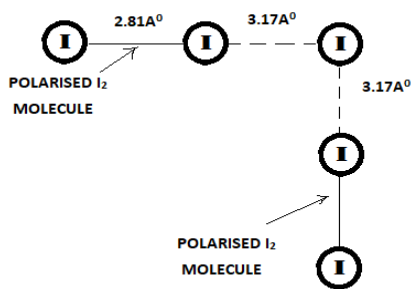 2.81A⁰
3.17A⁰
I
I
I
POLARISED I₂
MOLECULE
3.17A⁰
I
POLARISED I₂
MOLECULE
I